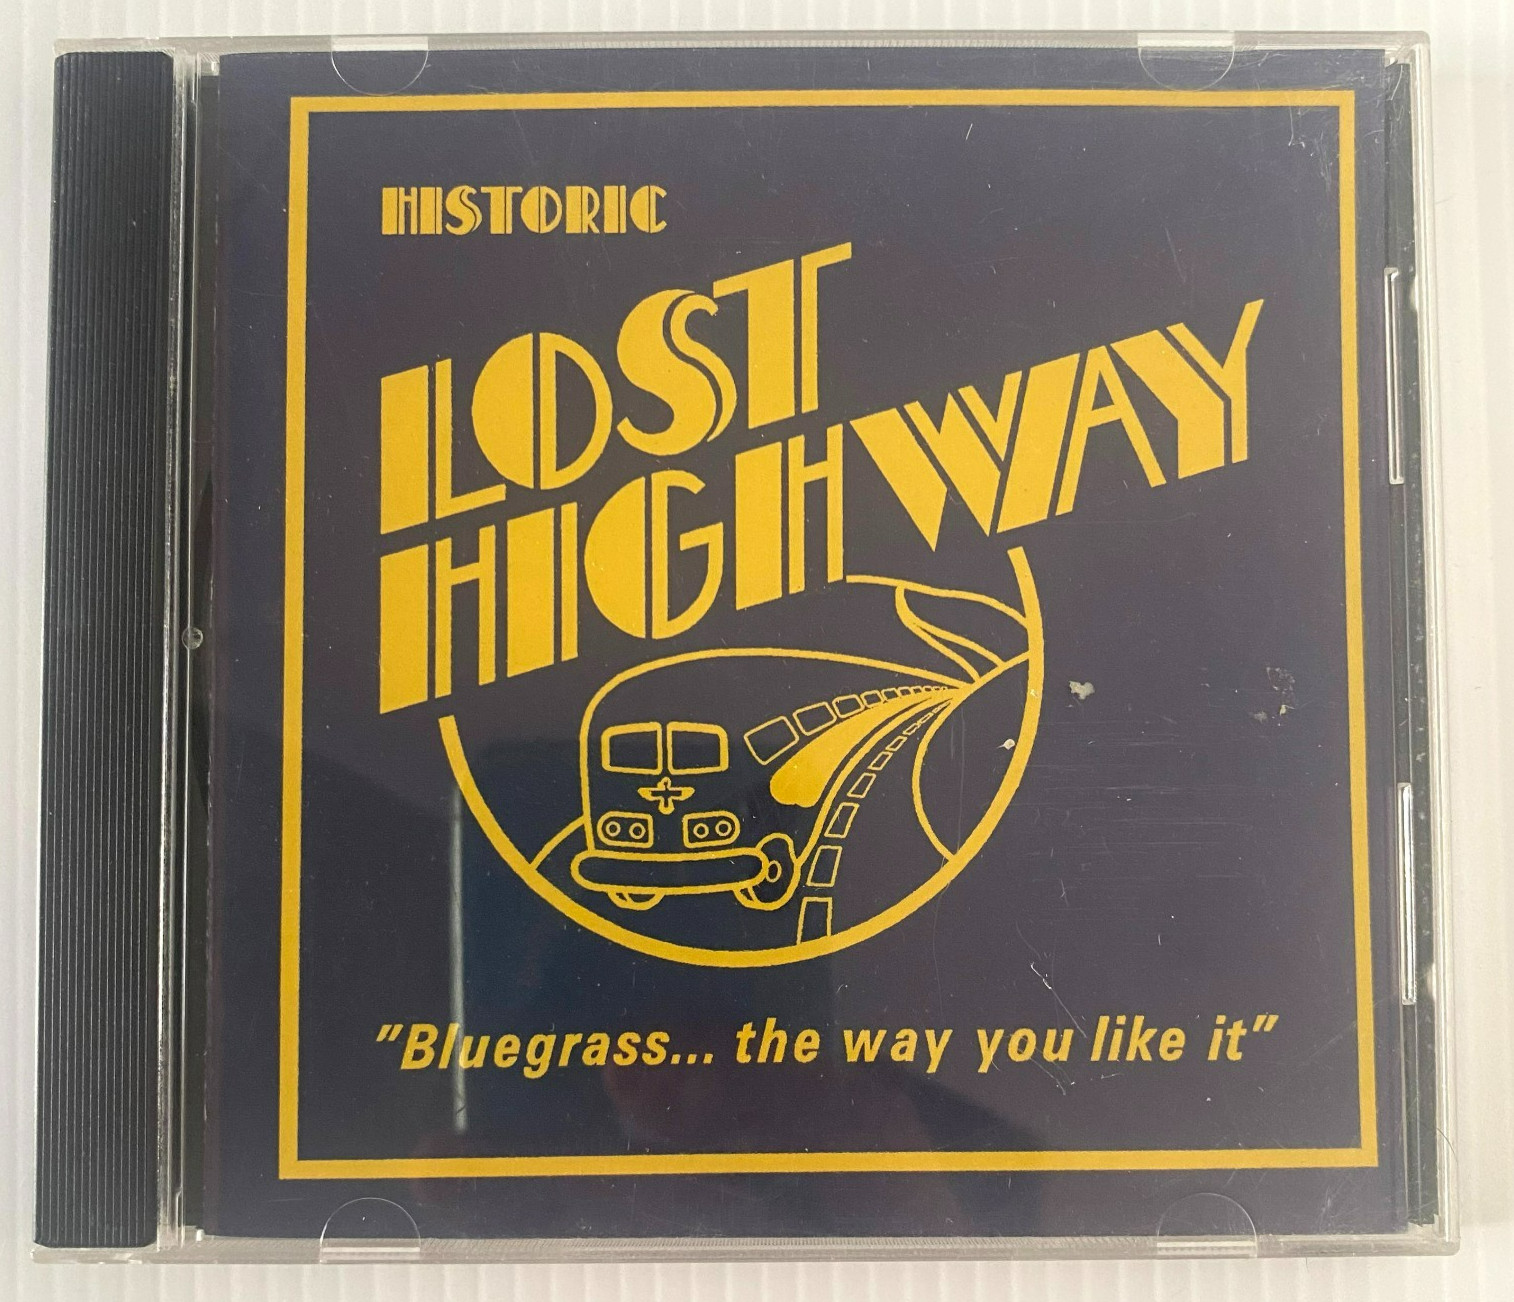 HISTORIC
LOST
HIGHWAY
"Bluegrass... the way you like it"